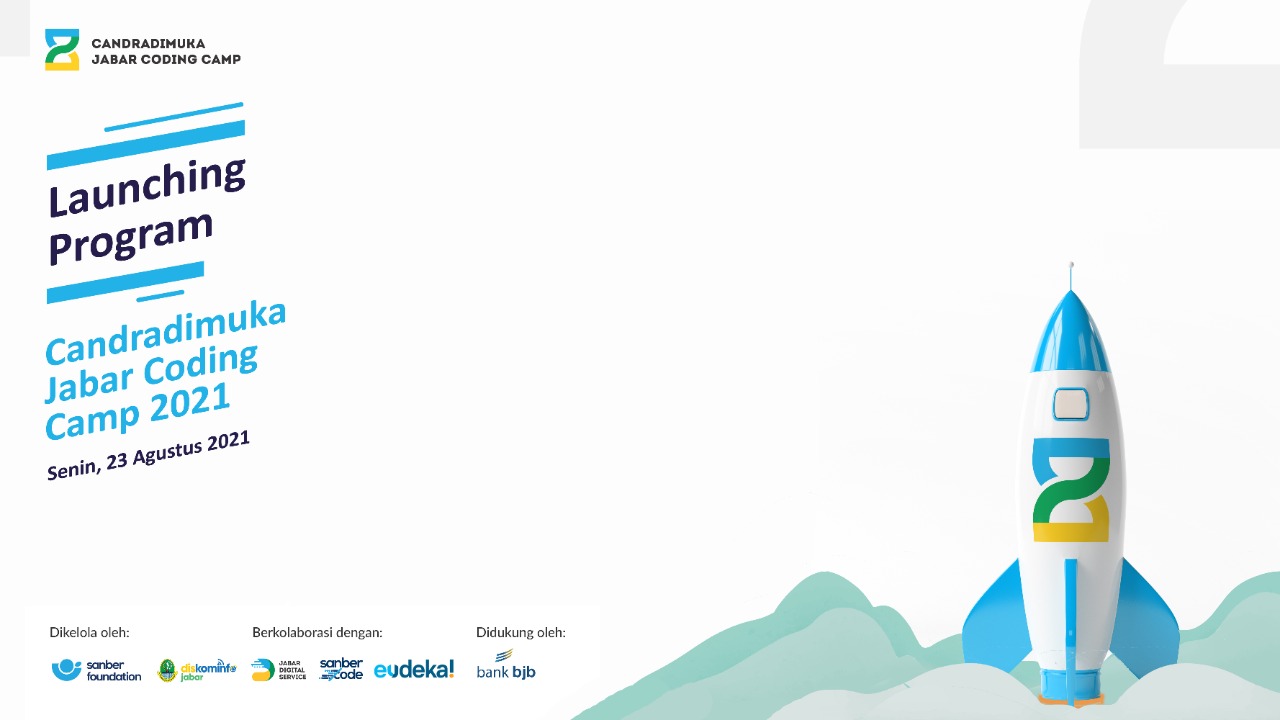 CANDRADIMUKA
JABAR CODING CAMP
Launching
Program
Candradimuka
Jabar Coding
Camp 2021
Senin, 23 Agustus 2021
Dikelola oleh:
sanber
foundation
diskominfo
jabar
Berkolaborasi dengan:
JABAR
DIGITAL
SERVICE
sanber
code
eudeka!
Didukung oleh:
bank bjb